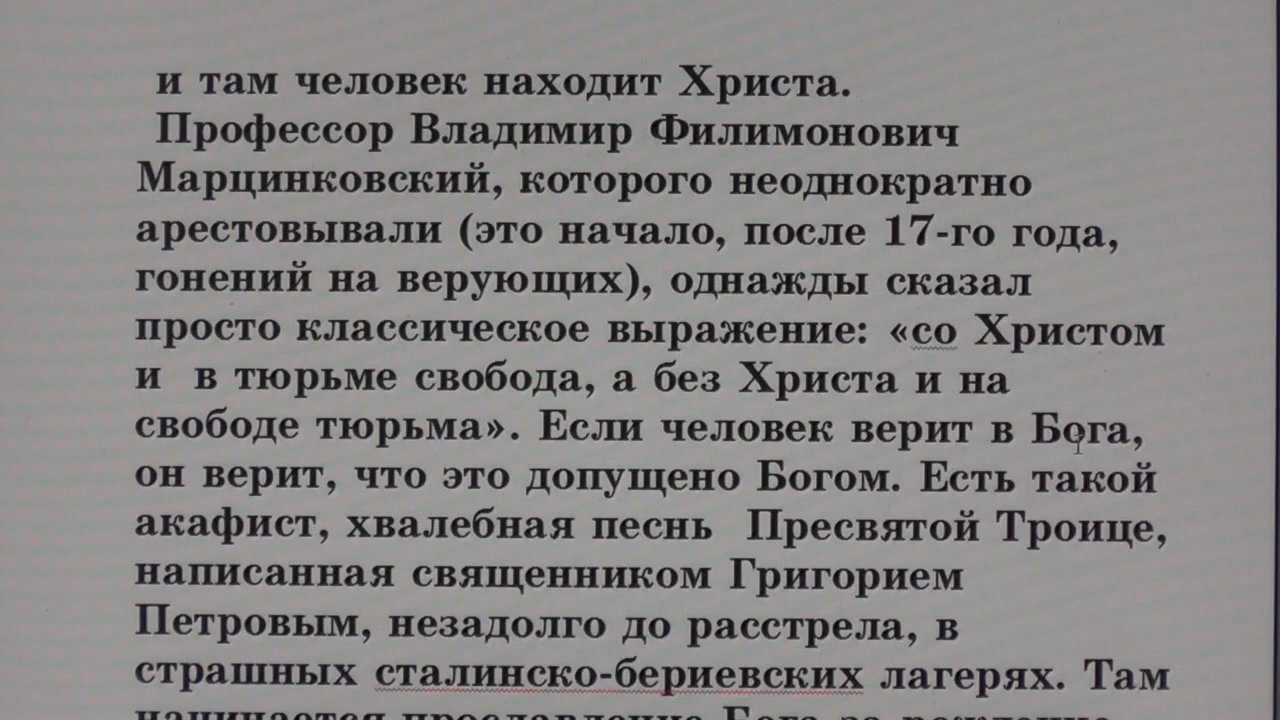 и там человек находит Христа.
Профессор Владимир Филимонович
Марцинковский, которого неоднократно
арестовывали (это начало, после 17-го года,
гонений на верующих), однажды сказал
просто классическое выражение: «со Христом
и в тюрьме свобода, а без Христа и на
свободе тюрьма». Если человек верит в Бога,
он верит, что это допущено Богом. Есть такой
акафист, хвалебная песнь Пресвятой Троице,
написанная священником Григорием
Петровым, незадолго до расстрела, в
страшных сталинско-бериевских лагерях. Там